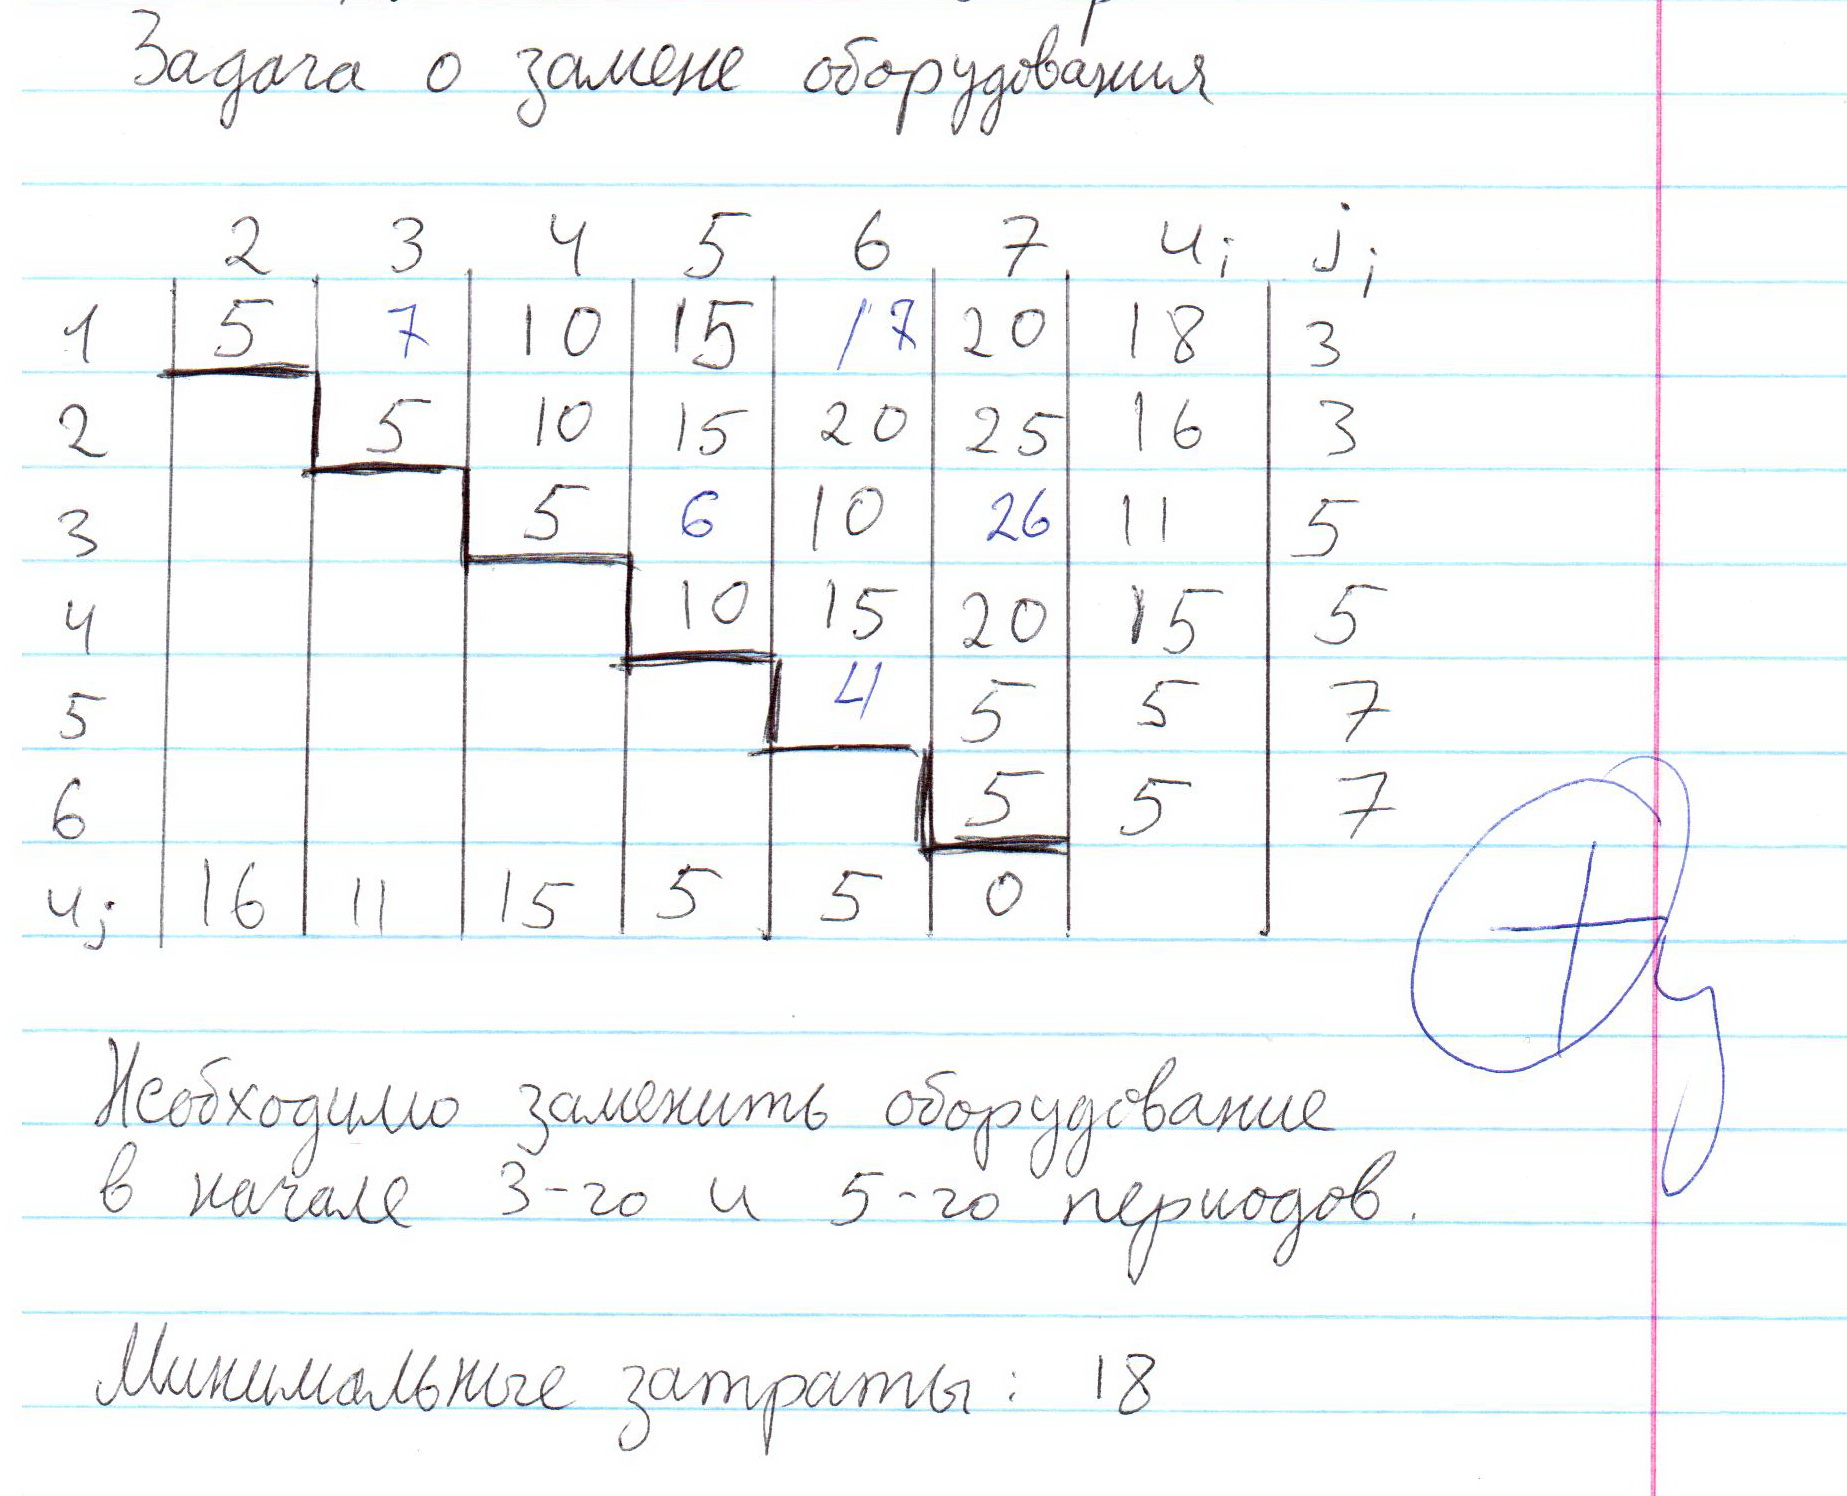 Задача о замене оборудования
2 3 4 5 6 7 u i j i
1 5 7 10 15 17 20 18 3
2 5 10 15 20 25 16 3
3 5 6 10 26 11 5
4 10 15 20 15 5
5 4 5 5 7
6 5 5 7
u j 16 11 15 5 5 0
Необходимо заменить оборудование
в начале 3-го и 5-го периодов.
Минимальные затраты: 18